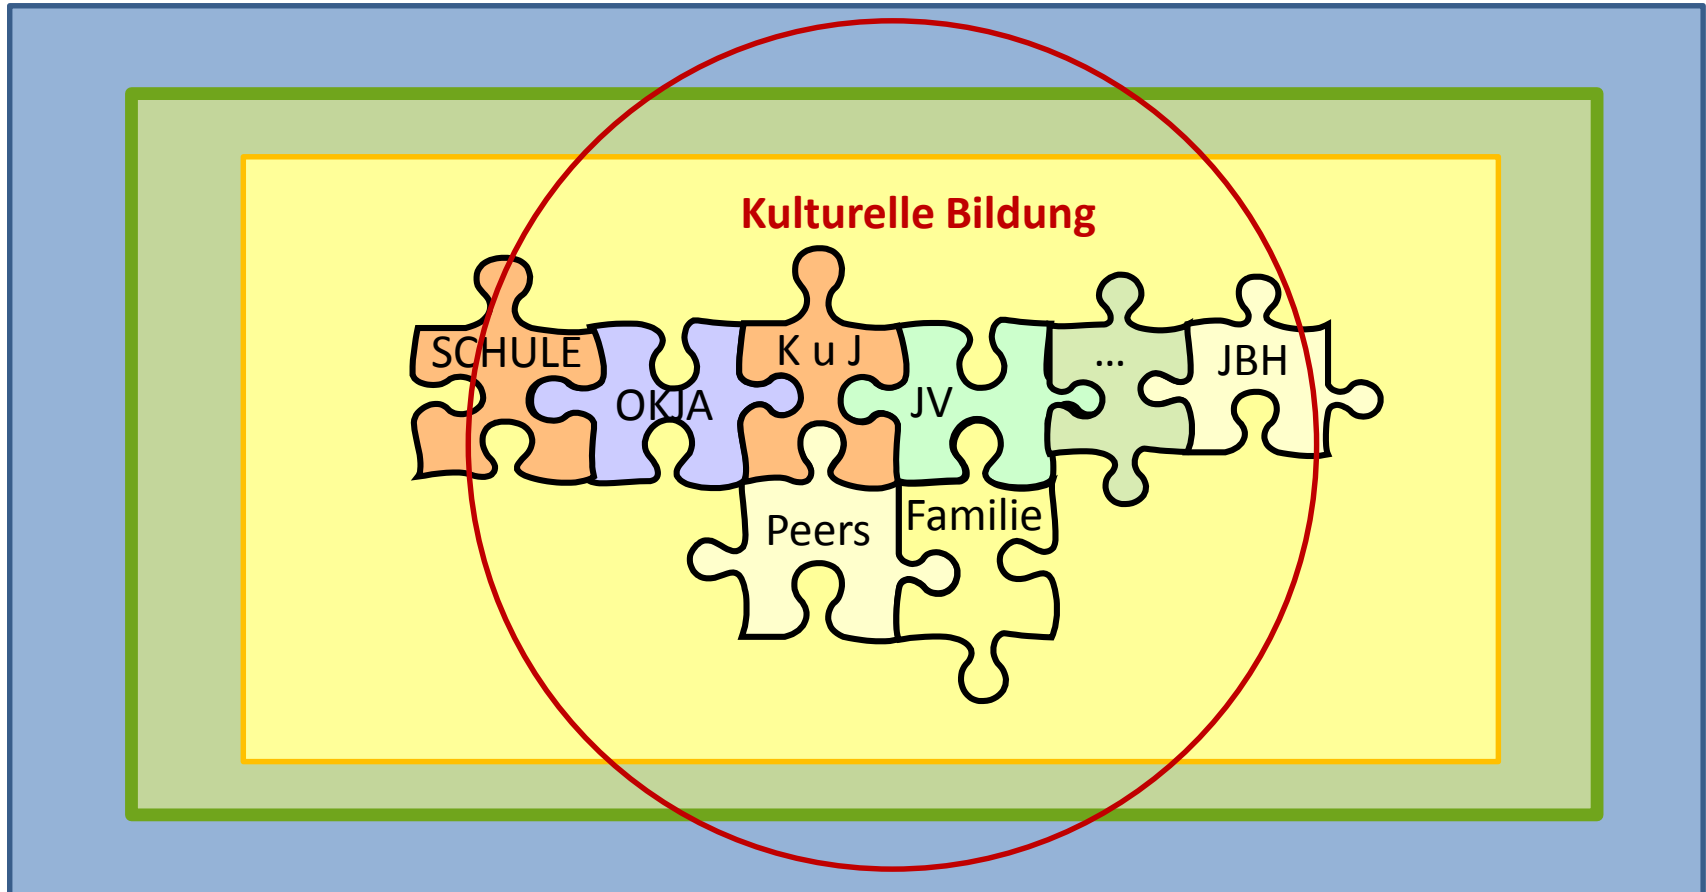 Kulturelle Bildung
SCHULE
OKJA
K u J
JV
...
JBH
Peers
Familie